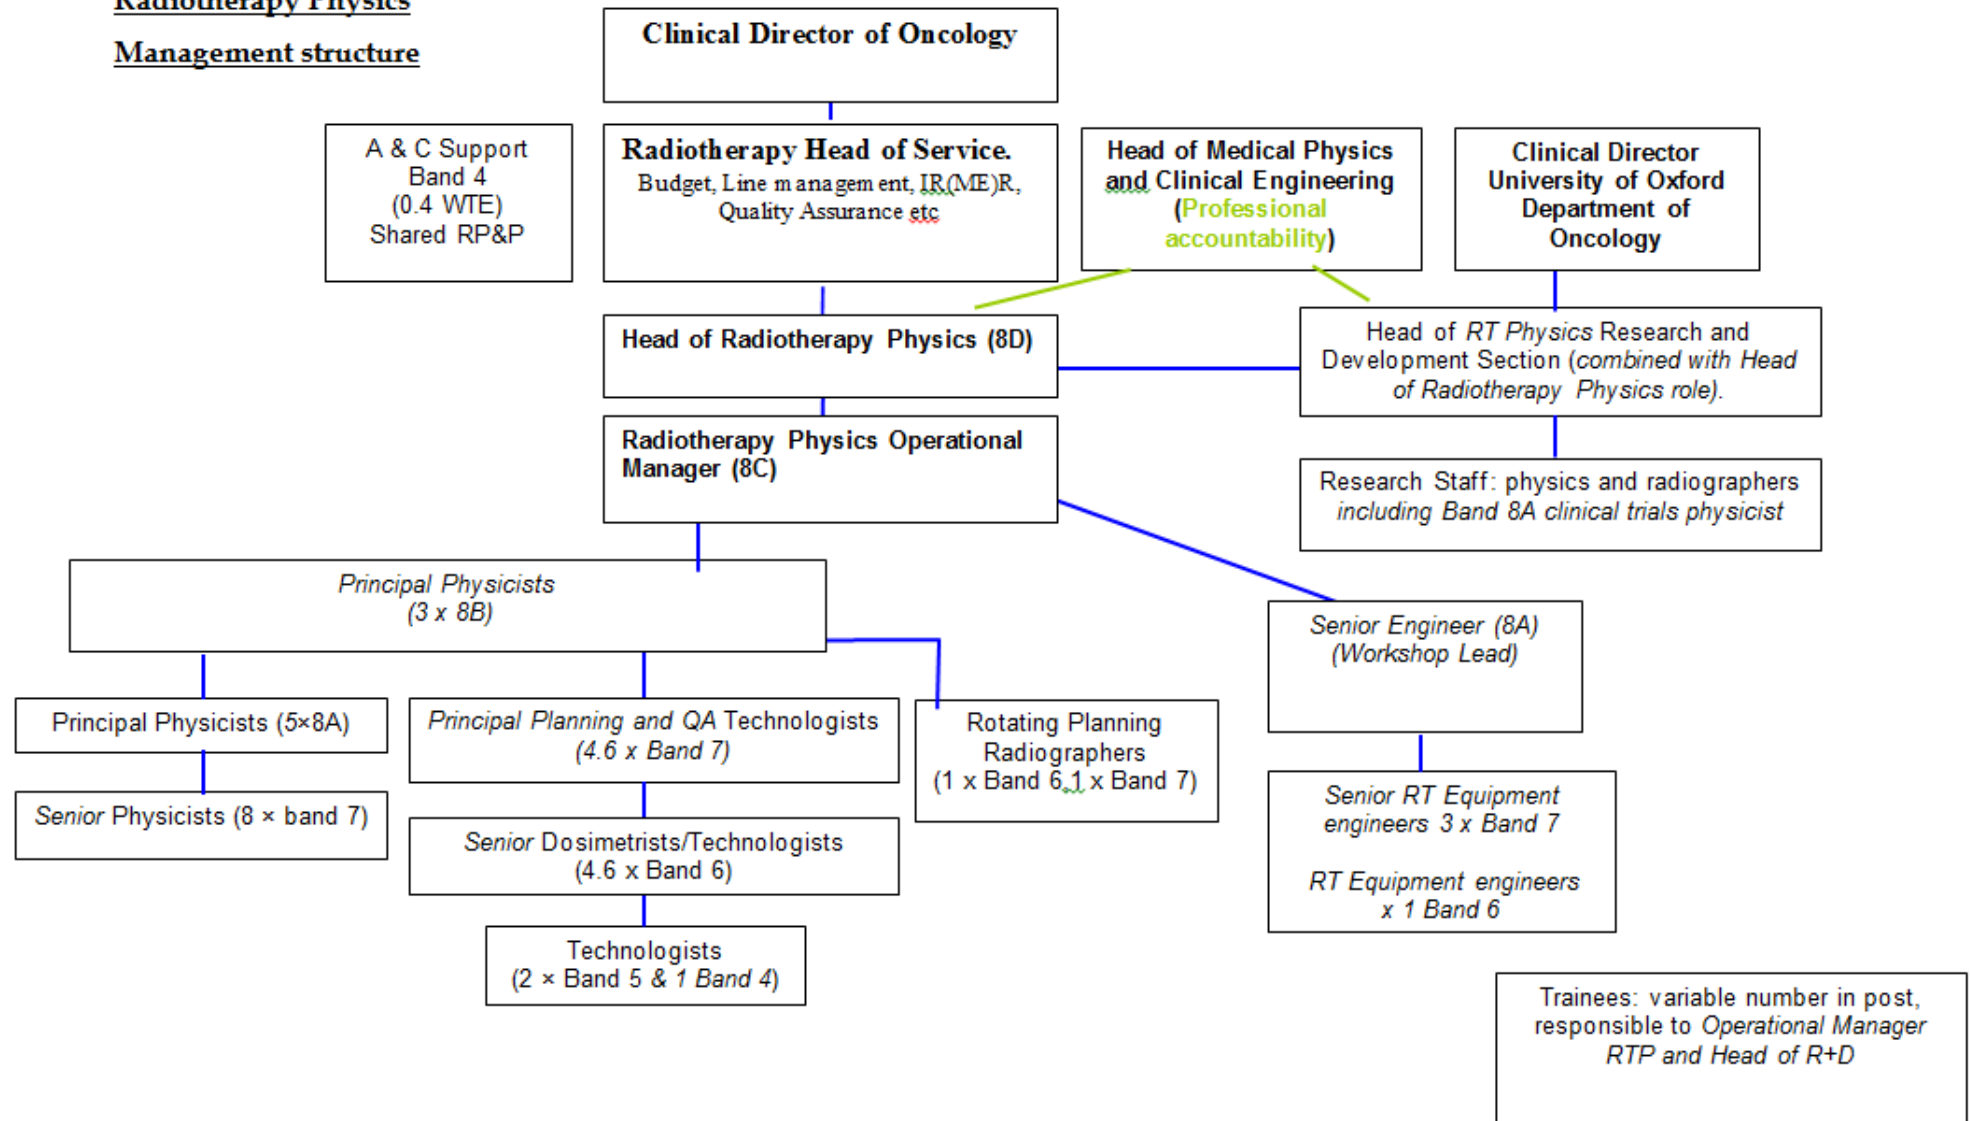 Radiotherapy Physics
Management structure
Clinical Director of Oncology
A & C Support
Band 4
(0.4 WTE)
Shared RP&P
Radiotherapy Head of Service.
Budget, Line management, IR(ME)R,
Quality Assurance etc
Head of Medical Physics
and Clinical Engineering
(Professional
accountability)
Clinical Director
University of Oxford
Department of
Oncology
Head of Radiotherapy Physics (8D)
Head of RT Physics Research and
Development Section (combined with Head
of Radiotherapy Physics role).
Radiotherapy Physics Operational
Manager (8C)
Research Staff: physics and radiographers
including Band 8A clinical trials physicist
Principal Physicists
(3 x 8B)
Senior Engineer (8A)
(Workshop Lead)
Principal Physicists (5×8A)
Principal Planning and QA Technologists
(4.6 x Band 7)
Rotating Planning
Radiographers
(1 x Band 6,1 x Band 7)
Senior Physicists (8 × band 7)
Senior Dosimetrists/Technologists
(4.6 x Band 6)
Senior RT Equipment
engineers 3 x Band 7
RT Equipment engineers
x 1 Band 6
Technologists
(2 × Band 5 & 1 Band 4)
Trainees: variable number in post,
responsible to Operational Manager
RTP and Head of R+D